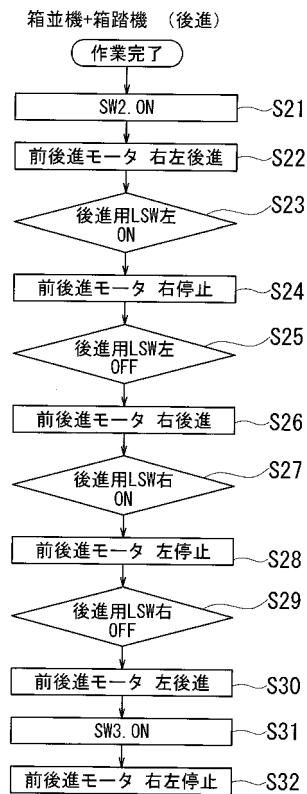 箱並機+箱踏機 (後進)
作業完了
SW2.ON
S21
前後進モータ 右左後進
S22
後進用LSW左
ON
S23
前後進モータ 右停止
S24
後進用LSW左
OFF
S25
前後進モータ 右後進
S26
後進用LSW右
ON
S27
前後進モータ 左停止
S28
後進用LSW右
OFF
S29
前後進モータ 左後進
S30
SW3.ON
S31
前後進モータ 右左停止
S32